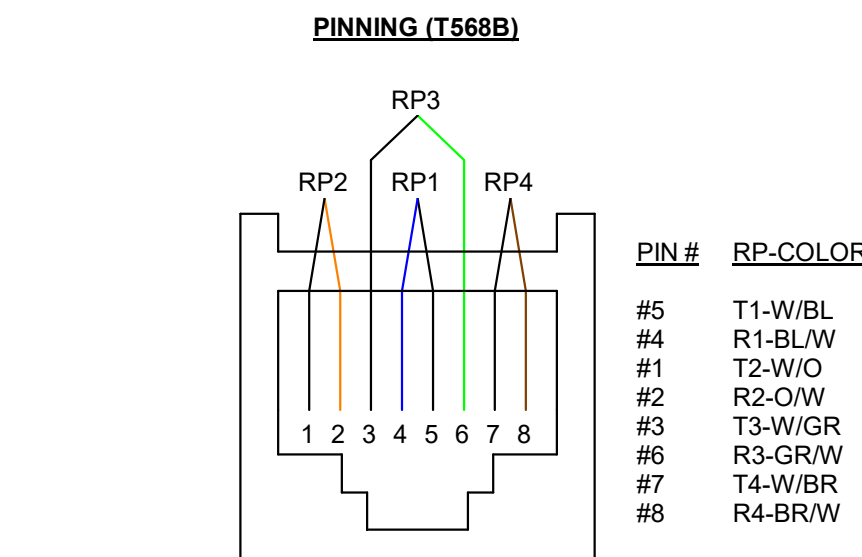 PINNING (T568B)
RP3
RP2 RP1 RP4
1 2 3 4 5 6 7 8
PIN # RP-COLOR
#5 T1-W/BL
#4 R1-BL/W
#1 T2-W/O
#2 R2-O/W
#3 T3-W/GR
#6 R3-GR/W
#7 T4-W/BR
#8 R4-BR/W